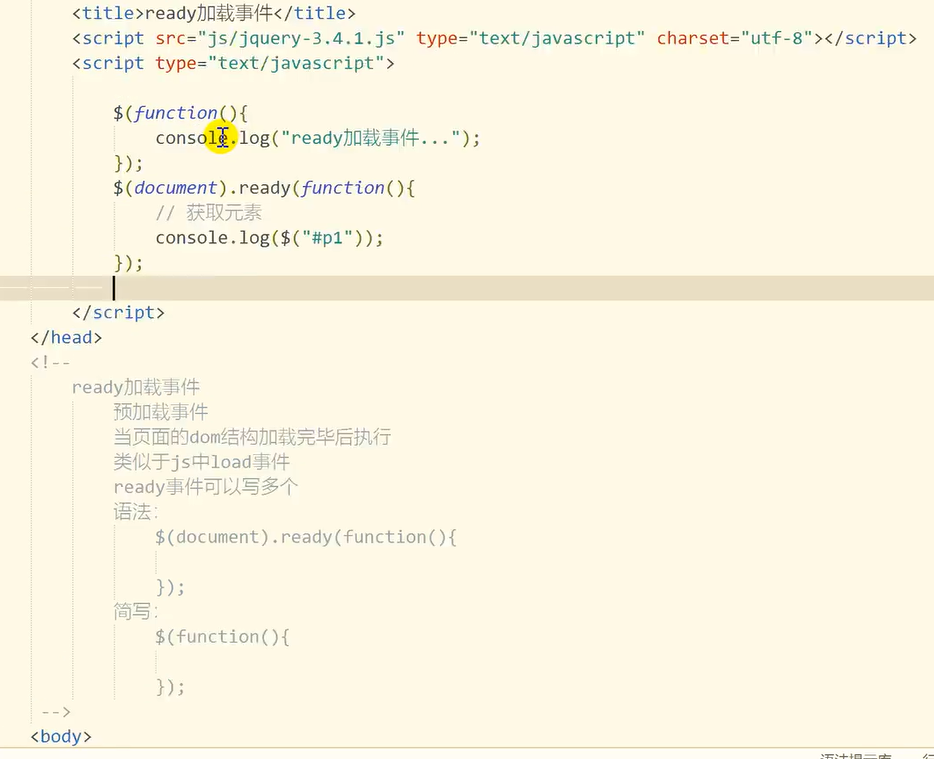 <title>ready加载事件</title>
<script src="js/jquery-3.4.1.js" type="text/javascript" charset="utf-8"></script>
<script type="text/javascript">
$(function(){
console.log("ready加载事件...");
});
$(document).ready(function(){
// 获取元素
console.log($("#p1"));
});
</script>
</head>
<!--
ready加载事件
预加载事件
当页面的dom结构加载完毕后执行
类似于js中load事件
ready事件可以写多个
语法：
$(document).ready(function(){
});
简写：
$(function(){
});
-->
<body>